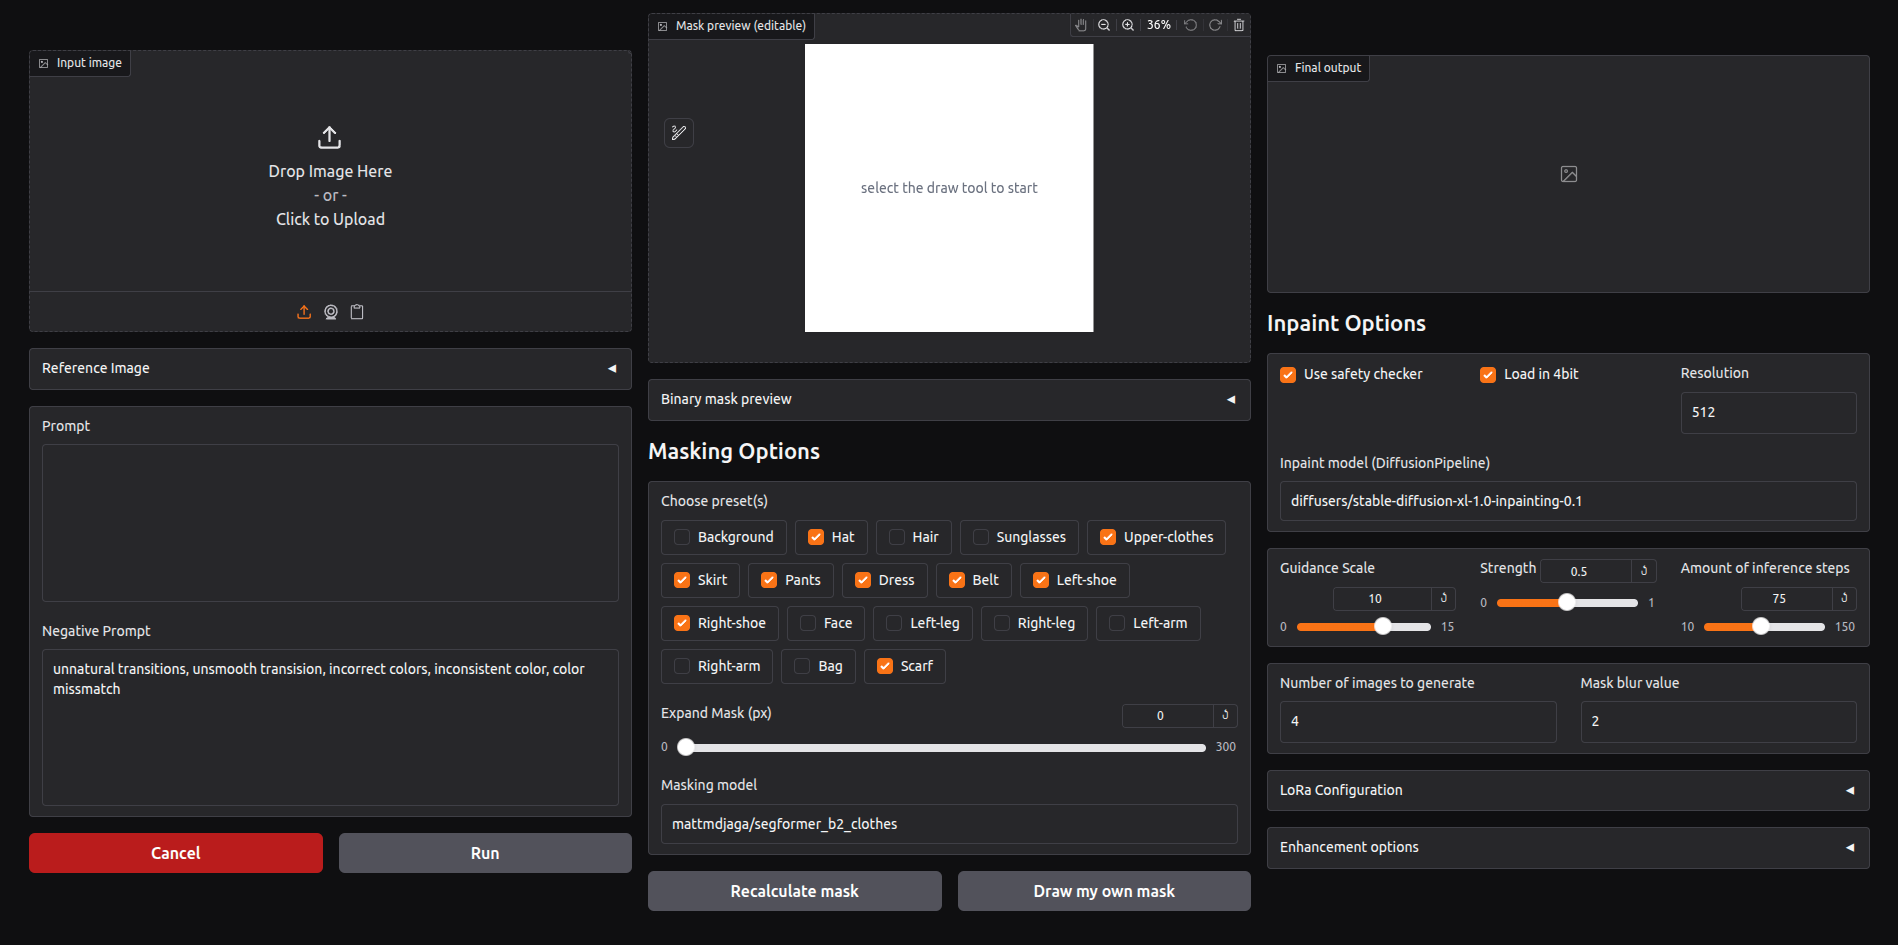 Input image
Drop Image Here
- or -
Click to Upload
Reference Image
Prompt
Negative Prompt
unnatural transitions, unsmooth transision, incorrect colors, inconsistent color, color
missmatch
Cancel
Run
Mask preview (editable)
36%
select the draw tool to start
Binary mask preview
Masking Options
Choose preset(s)
Background Hat Hair Sunglasses Upper-clothes
Skirt Pants Dress Belt Left-shoe
Right-shoe Face Left-leg Right-leg Left-arm
Right-arm Bag Scarf
Expand Mask (px) 0
0 300
Masking model
mattmdjaga/segformer_b2_clothes
Recalculate mask
Draw my own mask
Final output
Inpaint Options
Use safety checker Load in 4bit Resolution
512
Inpaint model (DiffusionPipeline)
diffusers/stable-diffusion-xl-1.0-inpainting-0.1
Guidance Scale
10
0 15
Strength 0.5
0 1
Amount of inference steps
75
10 150
Number of images to generate
4
Mask blur value
2
LoRa Configuration
Enhancement options